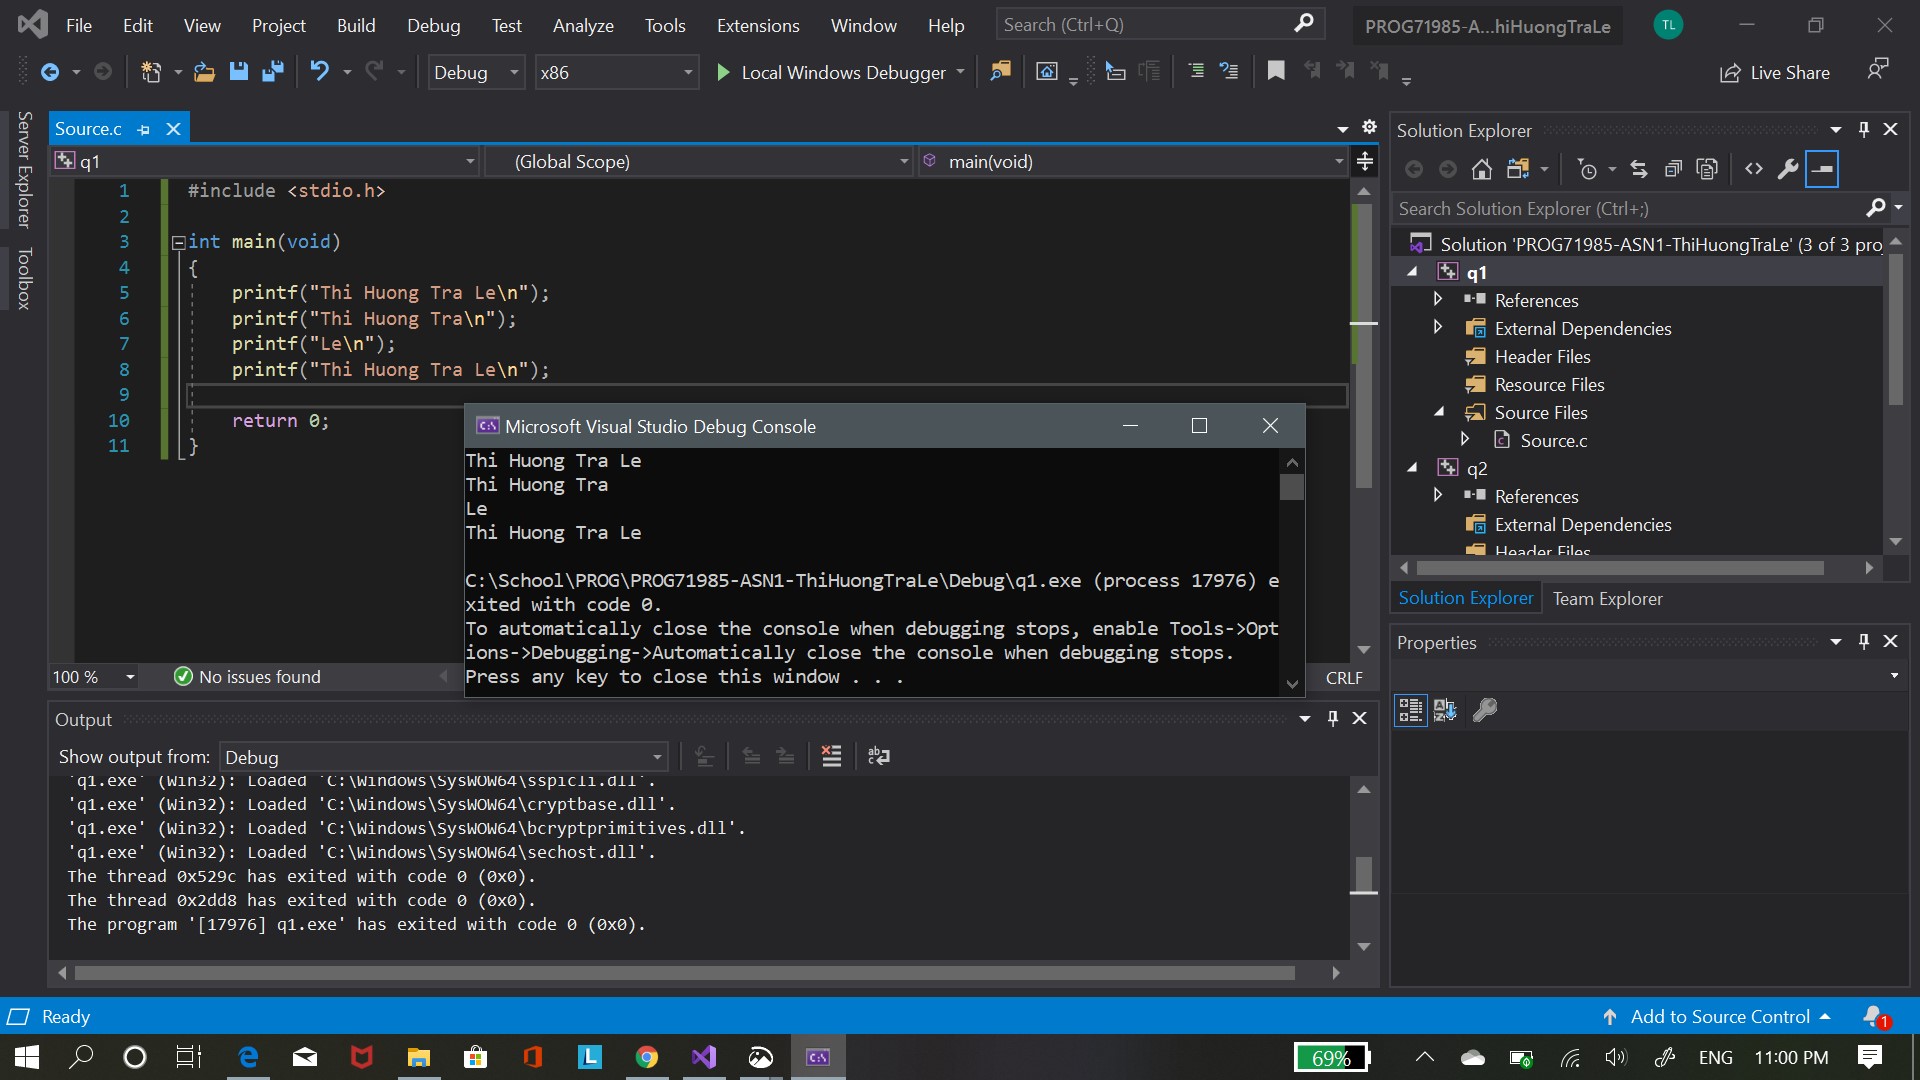 File Edit View Project Build Debug Test Analyze Tools Extensions Window Help Search (Ctrl+Q) PROG71985-A...hiHuongTraLe TL
Debug x86 Local Windows Debugger Live Share
Server Explorer
Toolbox
Source.c
q1 (Global Scope) main(void)
1 #include <stdio.h>
2
3 int main(void)
4 {
5 printf("Thi Huong Tra Le\n");
6 printf("Thi Huong Tra\n");
7 printf("Le\n");
8 printf("Thi Huong Tra Le\n");
9
10 return 0;
11 }
100 % No issues found CRLF
Microsoft Visual Studio Debug Console
Thi Huong Tra Le
Thi Huong Tra
Le
Thi Huong Tra Le
C:\School\PROG\PROG71985-ASN1-ThiHuongTraLe\Debug\q1.exe (process 17976) e
xited with code 0.
To automatically close the console when debugging stops, enable Tools->Opt
ions->Debugging->Automatically close the console when debugging stops.
Press any key to close this window . . .
Output
Show output from: Debug
'q1.exe' (Win32): Loaded 'C:\Windows\SysWOW64\sspicli.dll'.
'q1.exe' (Win32): Loaded 'C:\Windows\SysWOW64\cryptbase.dll'.
'q1.exe' (Win32): Loaded 'C:\Windows\SysWOW64\bcryptprimitives.dll'.
'q1.exe' (Win32): Loaded 'C:\Windows\SysWOW64\sechost.dll'.
The thread 0x529c has exited with code 0 (0x0).
The thread 0x2dd8 has exited with code 0 (0x0).
The program '[17976] q1.exe' has exited with code 0 (0x0).
Solution Explorer
Search Solution Explorer (Ctrl+;)
Solution 'PROG71985-ASN1-ThiHuongTraLe' (3 of 3 pro
q1
References
External Dependencies
Header Files
Resource Files
Source Files
Source.c
q2
References
External Dependencies
Header Files
Solution Explorer Team Explorer
Properties
Ready Add to Source Control 1
69% ENG 11:00 PM